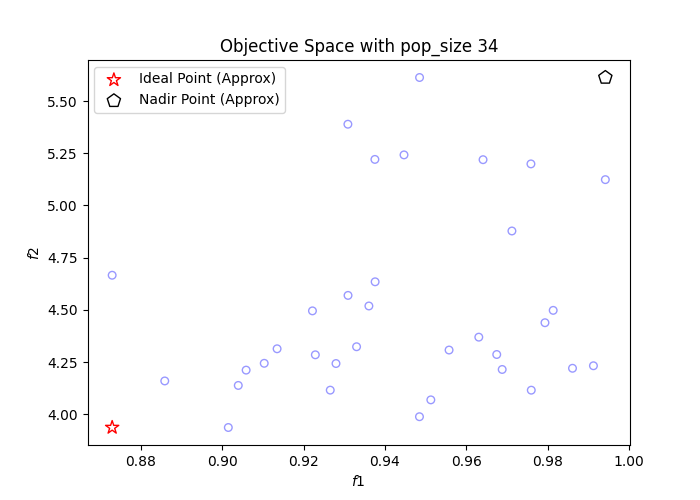 Objective Space with pop_size 34
Ideal Point (Approx)
Nadir Point (Approx)
5.50
5.25
5.00
4.75
4.50
4.25
4.00
f2
0.88 0.90 0.92 0.94 0.96 0.98 1.00
f1